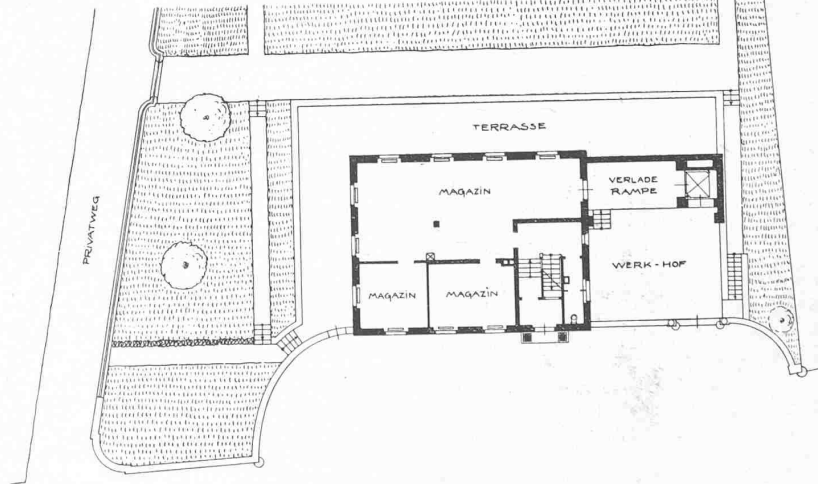 TERRASSE
MAGAZIN
VERLADE
RAMPE
PRIVATWEG
WERK-HOF
MAGAZIN
MAGAZIN